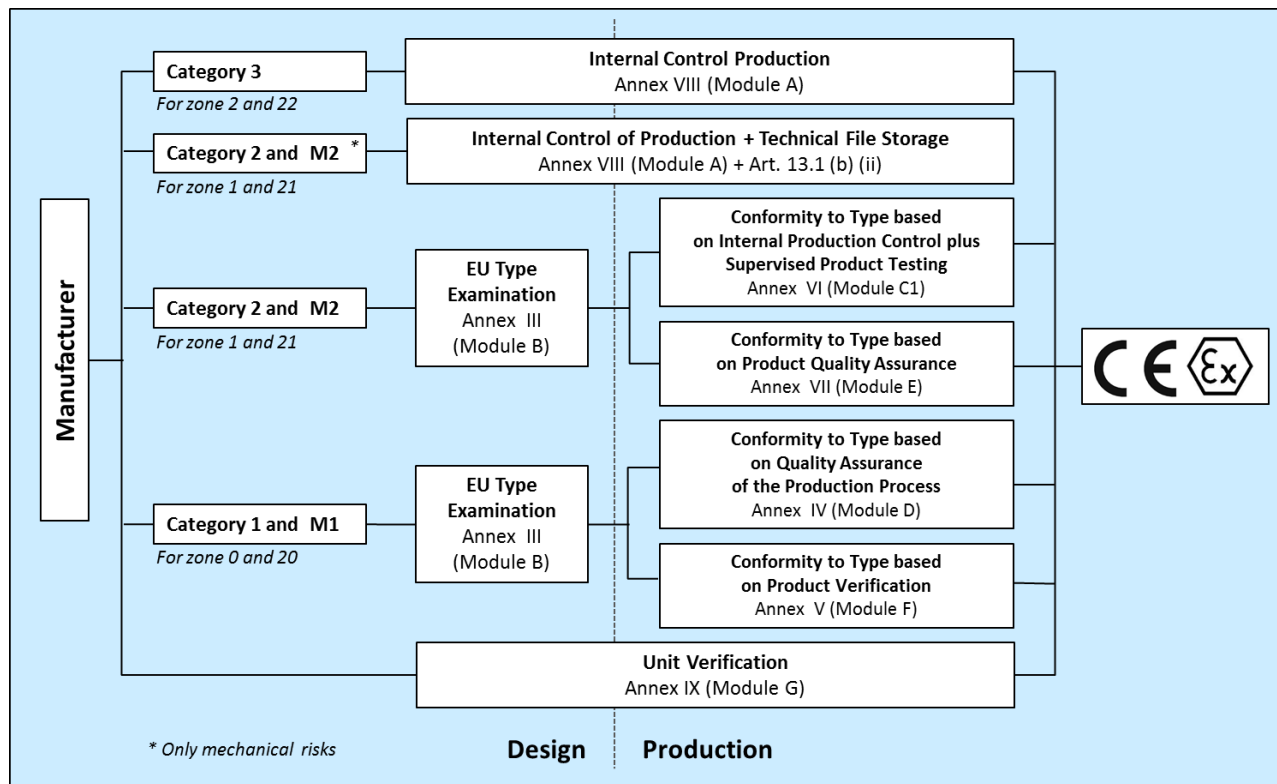 Manufacturer
Category 3
For zone 2 and 22
Internal Control Production
Annex VIII (Module A)
Category 2 and M2 *
For zone 1 and 21
Internal Control of Production + Technical File Storage
Annex VIII (Module A) + Art. 13.1 (b) (ii)
Category 2 and M2
For zone 1 and 21
EU Type
Examination
Annex III
(Module B)
Conformity to Type based
on Internal Production Control plus
Supervised Product Testing
Annex VI (Module C1)
Conformity to Type based
on Product Quality Assurance
Annex VII (Module E)
Category 1 and M1
For zone 0 and 20
EU Type
Examination
Annex III
(Module B)
Conformity to Type based
on Quality Assurance
of the Production Process
Annex IV (Module D)
Conformity to Type based
on Product Verification
Annex V (Module F)
Unit Verification
Annex IX (Module G)
CE Ex
* Only mechanical risks
Design
Production